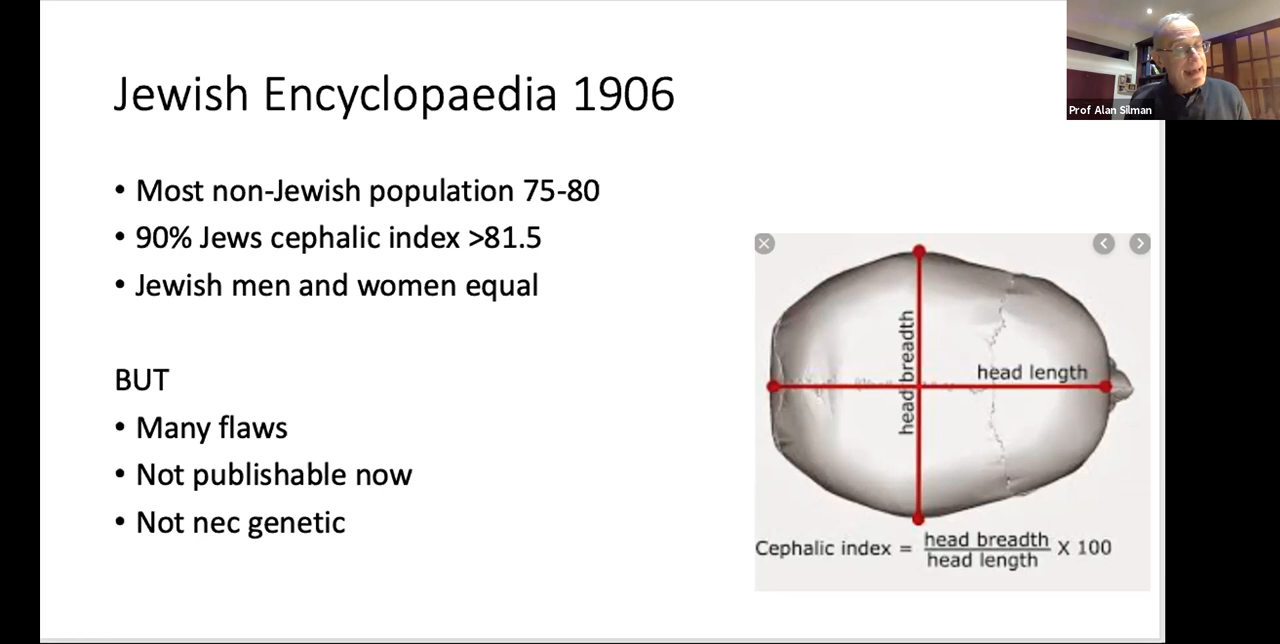 Jewish Encyclopaedia 1906
Prof Alan Silman
• Most non-Jewish population 75-80
• 90% Jews cephalic index >81.5
• Jewish men and women equal
BUT
• Many flaws
• Not publishable now
• Not nec genetic
head breadth
head length
Cephalic index = head breadth
head length X 100